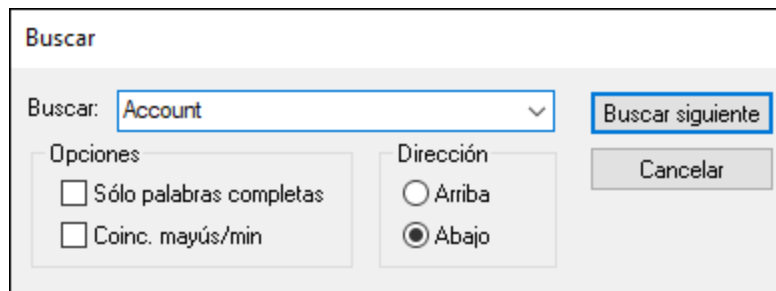 Buscar
Buscar: Account
Buscar siguiente
Opciones
Sólo palabras completas
Coinc. mayús/min
Dirección
Arriba
Abajo
Cancelar